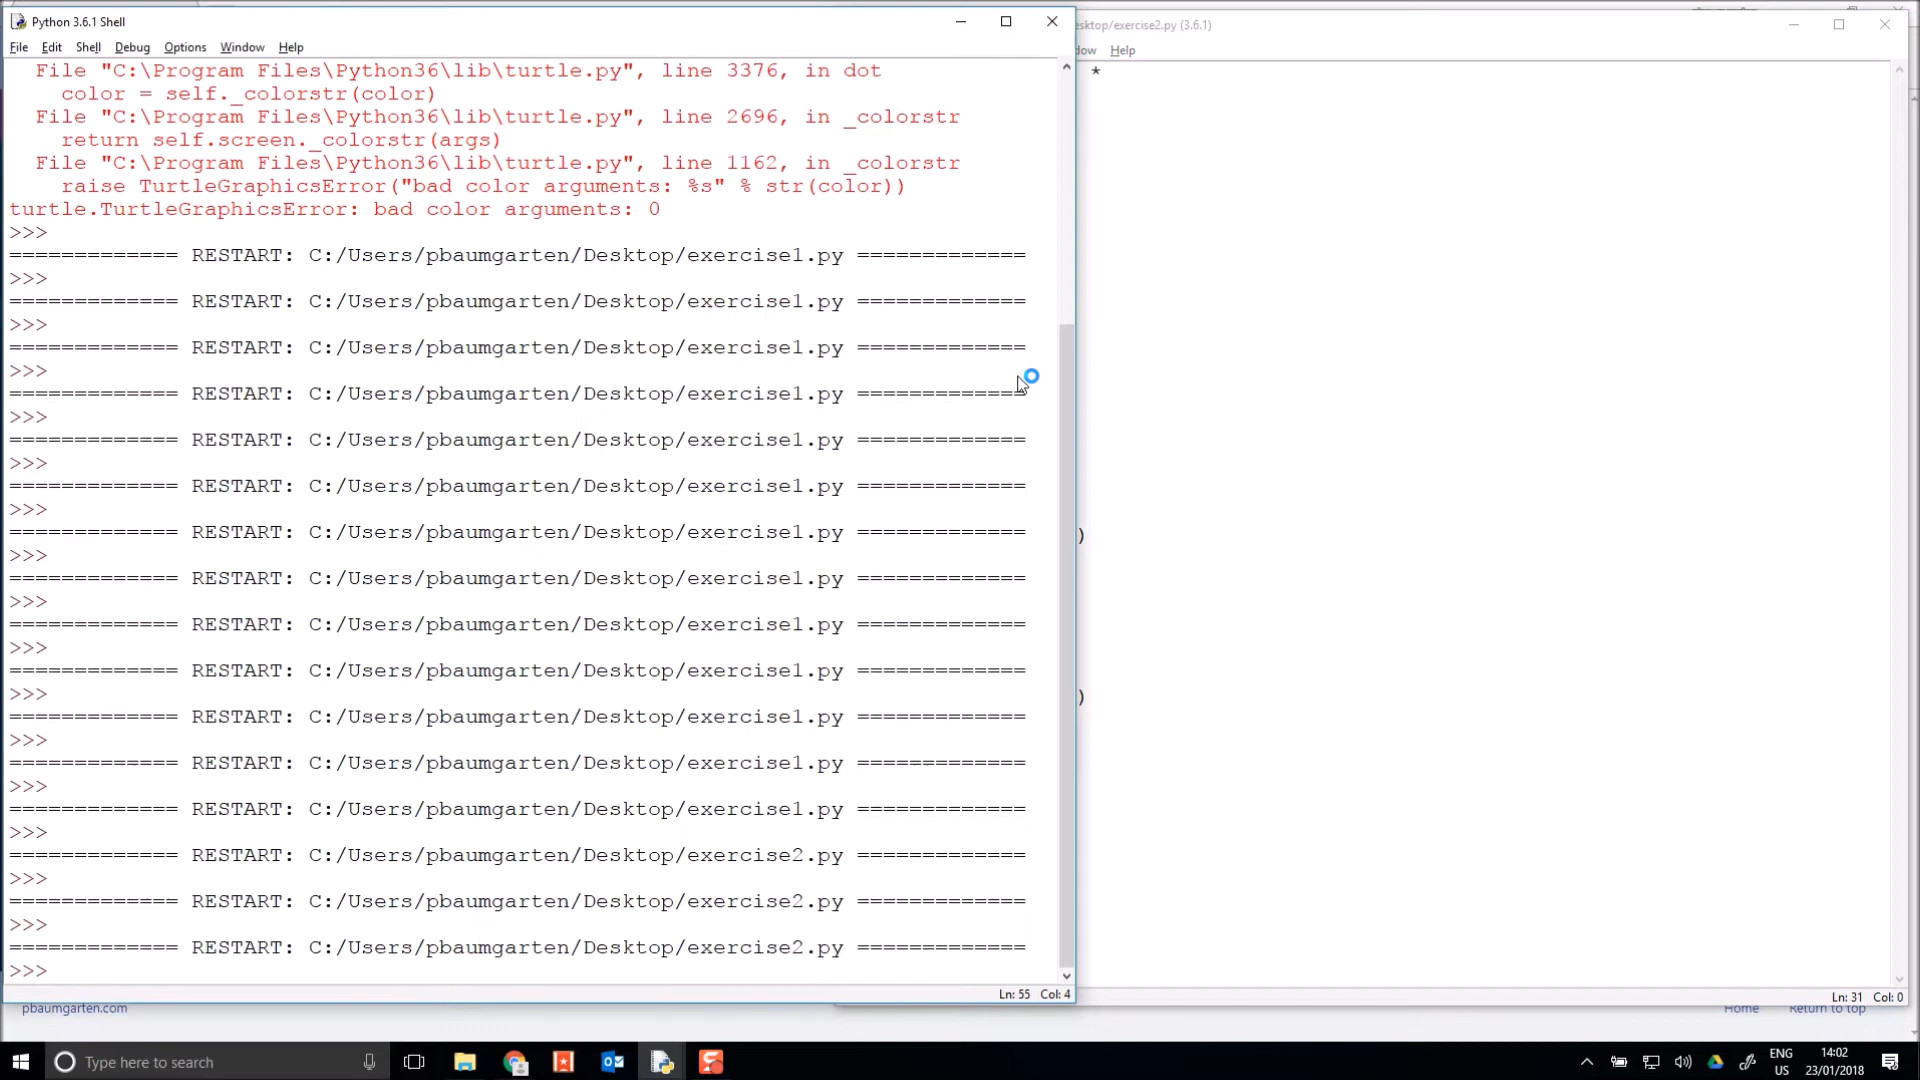 Python 3.6.1 Shell
File Edit Shell Debug Options Window Help
File "C:\Program Files\Python36\lib\turtle.py", line 3376, in dot
color = self._colorstr(color)
File "C:\Program Files\Python36\lib\turtle.py", line 2696, in _colorstr
return self.screen._colorstr(args)
File "C:\Program Files\Python36\lib\turtle.py", line 1162, in _colorstr
raise TurtleGraphicsError("bad color arguments: %s" % str(color))
turtle.TurtleGraphicsError: bad color arguments: 0
>>>
============= RESTART: C:/Users/pbaumgarten/Desktop/exercise1.py =============
>>>
============= RESTART: C:/Users/pbaumgarten/Desktop/exercise1.py =============
>>>
============= RESTART: C:/Users/pbaumgarten/Desktop/exercise1.py =============
>>>
============= RESTART: C:/Users/pbaumgarten/Desktop/exercise1.py =============
>>>
============= RESTART: C:/Users/pbaumgarten/Desktop/exercise1.py =============
>>>
============= RESTART: C:/Users/pbaumgarten/Desktop/exercise1.py =============
>>>
============= RESTART: C:/Users/pbaumgarten/Desktop/exercise1.py =============
>>>
============= RESTART: C:/Users/pbaumgarten/Desktop/exercise1.py =============
>>>
============= RESTART: C:/Users/pbaumgarten/Desktop/exercise1.py =============
>>>
============= RESTART: C:/Users/pbaumgarten/Desktop/exercise1.py =============
>>>
============= RESTART: C:/Users/pbaumgarten/Desktop/exercise1.py =============
>>>
============= RESTART: C:/Users/pbaumgarten/Desktop/exercise1.py =============
>>>
============= RESTART: C:/Users/pbaumgarten/Desktop/exercise1.py =============
>>>
============= RESTART: C:/Users/pbaumgarten/Desktop/exercise2.py =============
>>>
============= RESTART: C:/Users/pbaumgarten/Desktop/exercise2.py =============
>>>
============= RESTART: C:/Users/pbaumgarten/Desktop/exercise2.py =============
>>>
Ln: 55 Col: 4
sktop/exercise2.py (3.6.1)
dow Help
*
)
)
Ln: 31 Col: 0
pbaumgarten.com
Home Return to top
Type here to search
ENG
US
14:02
23/01/2018